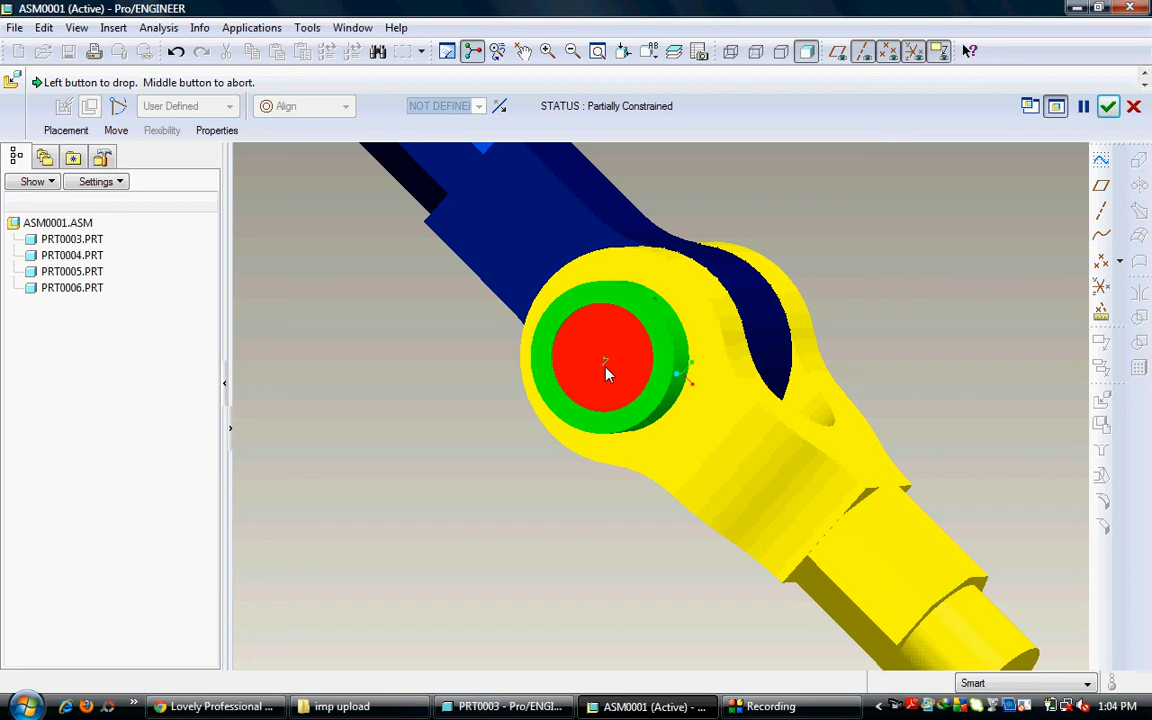 ASM0001 (Active) - Pro/ENGINEER
File Edit View Insert Analysis Info Applications Tools Window Help
Left button to drop. Middle button to abort.
User Defined Align NOT DEFINE STATUS : Partially Constrained
Placement Move Flexibility Properties
Show Settings
ASM0001.ASM
PRT0003.PRT
PRT0004.PRT
PRT0005.PRT
PRT0006.PRT
Smart
Lovely Professional ... imp upload PRT0003 - Pro/ENGI... ASM0001 (Active) - ... Recording 1:04 PM